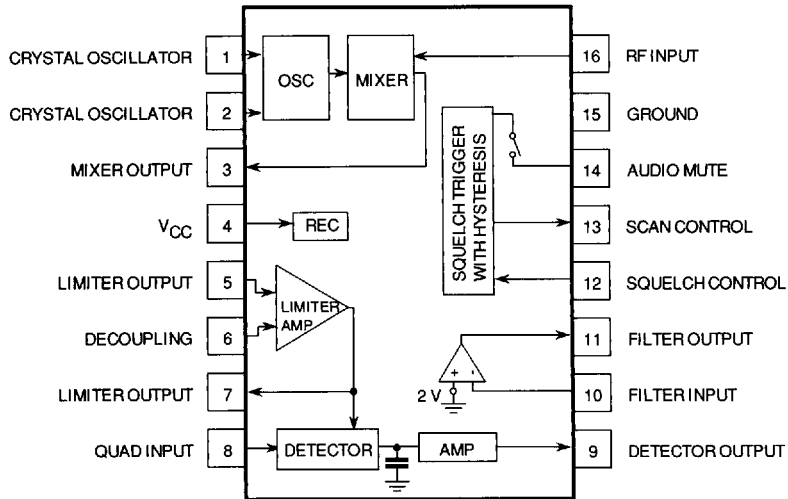 CRYSTAL OSCILLATOR 1
16 RF INPUT
OSC
MIXER
CRYSTAL OSCILLATOR 2
15 GROUND
MIXER OUTPUT 3
14 AUDIO MUTE
SQUELCH TRIGGER
WITH HYSTERESIS
VCC 4
REC
13 SCAN CONTROL
LIMITER OUTPUT 5
12 SQUELCH CONTROL
LIMITER
AMP
DECOUPLING 6
11 FILTER OUTPUT
+ -
2 V
LIMITER OUTPUT 7
10 FILTER INPUT
QUAD INPUT 8
DETECTOR
AMP
9 DETECTOR OUTPUT